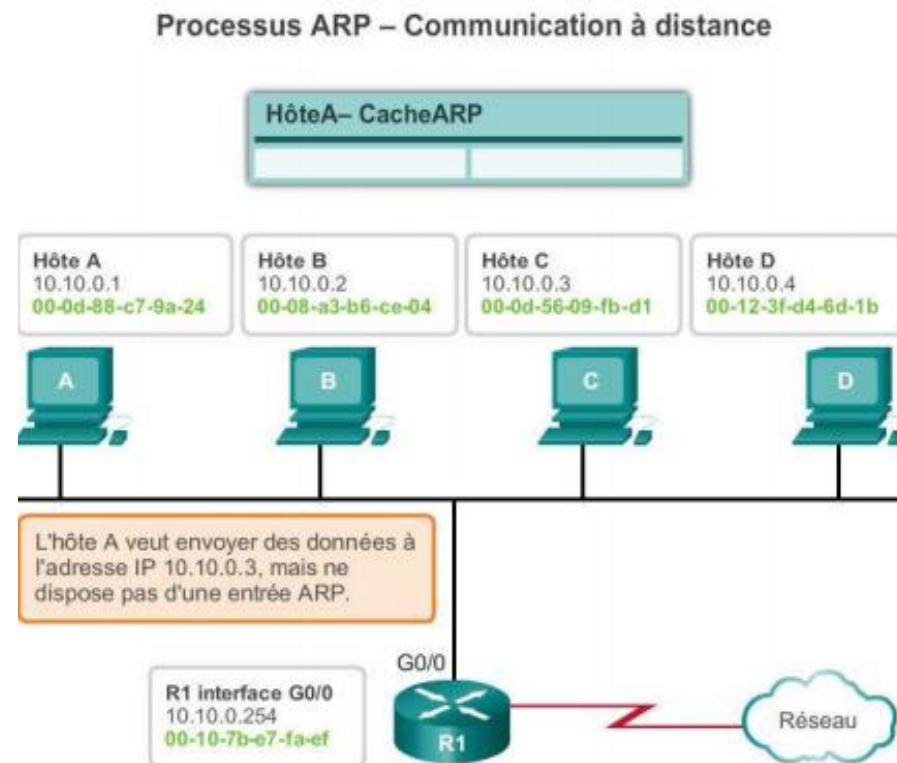 Processus ARP – Communication à distance
HôteA– CacheARP
Hôte A
10.10.0.1
00-0d-88-c7-9a-24
Hôte B
10.10.0.2
00-08-a3-b6-ce-04
Hôte C
10.10.0.3
00-0d-56-09-fb-d1
Hôte D
10.10.0.4
00-12-3f-d4-6d-1b
A
B
C
D
L'hôte A veut envoyer des données à
l'adresse IP 10.10.0.3, mais ne
dispose pas d'une entrée ARP.
G0/0
R1 interface G0/0
10.10.0.254
00-10-7b-e7-fa-ef
R1
Réseau